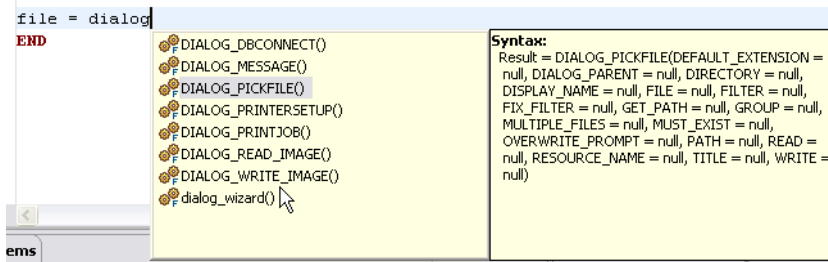 file = dialog
END
DIALOG_DBCONNECT()
DIALOG_MESSAGE()
DIALOG_PICKFILE()
DIALOG_PRINTERSETUP()
DIALOG_PRINTJOB()
DIALOG_READ_IMAGE()
DIALOG_WRITE_IMAGE()
dialog_wizard()
Syntax:
Result = DIALOG_PICKFILE(DEFAULT_EXTENSION =
null, DIALOG_PARENT = null, DIRECTORY = null,
DISPLAY_NAME = null, FILE = null, FILTER = null,
FIX_FILTER = null, GET_PATH = null, GROUP = null,
MULTIPLE_FILES = null, MUST_EXIST = null,
OVERWRITE_PROMPT = null, PATH = null, READ =
null, RESOURCE_NAME = null, TITLE = null, WRITE =
null)
ems